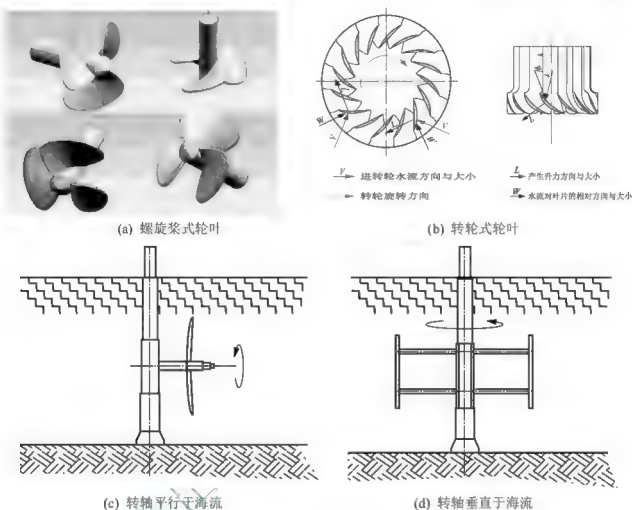 (a) 螺旋桨式轮叶
V 进转轮水流方向与大小
转轮旋转方向
L 产生升力方向与大小
W 水流对叶片的相对方向与大小
(b) 转轮式轮叶
(c) 转轴平行于海流
(d) 转轴垂直于海流